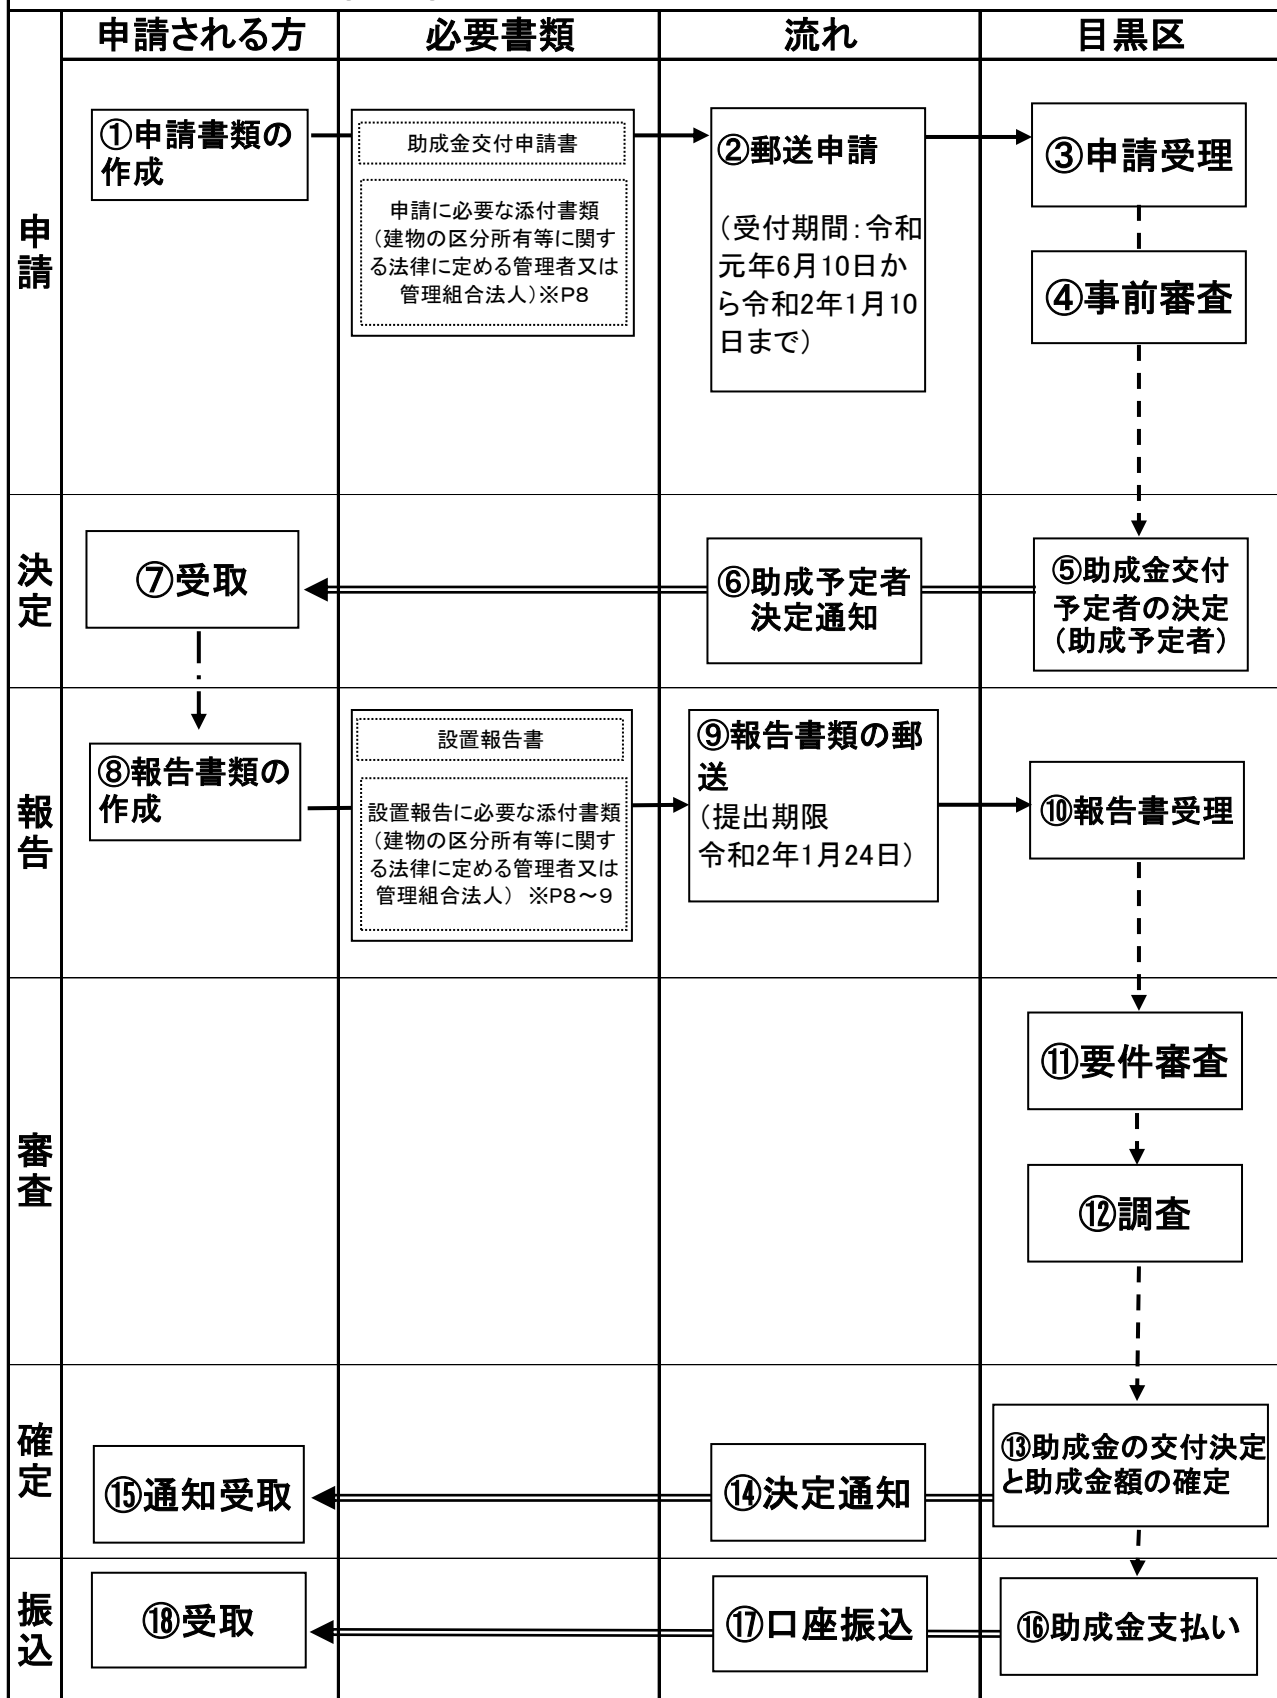 申請される方
必要書類
流れ
目黒区
申請
①申請書類の
作成
助成金交付申請書
申請に必要な添付書類
（建物の区分所有等に関す
る法律に定める管理者又は
管理組合法人）※P8
②郵送申請
（受付期間：令和
元年6月10日か
ら令和2年1月10
日まで）
③申請受理
④事前審査
決定
⑦受取
⑥助成予定者
決定通知
⑤助成金交付
予定者の決定
（助成予定者）
報告
⑧報告書類の
作成
設置報告書
設置報告に必要な添付書類
（建物の区分所有等に関す
る法律に定める管理者又は
管理組合法人） ※P8～9
⑨報告書類の郵
送
（提出期限
令和2年1月24日）
⑩報告書受理
審査
⑪要件審査
⑫調査
確定
⑮通知受取
⑭決定通知
⑬助成金の交付決定
と助成金額の確定
振込
⑱受取
⑰口座振込
⑯助成金支払い